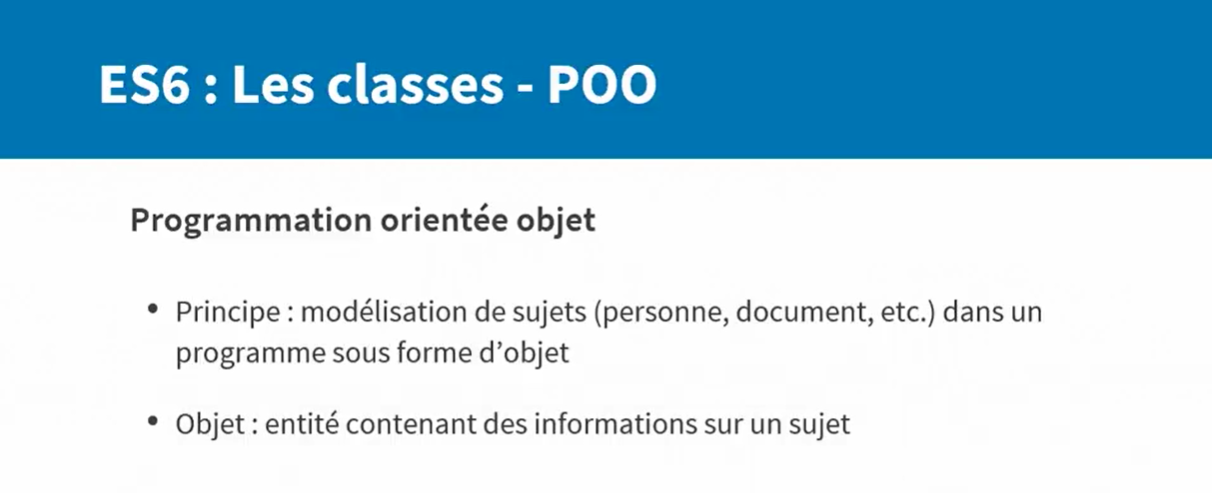 ES6 : Les classes - POO
Programmation orientée objet
• Principe : modélisation de sujets (personne, document, etc.) dans un
programme sous forme d’objet
• Objet : entité contenant des informations sur un sujet